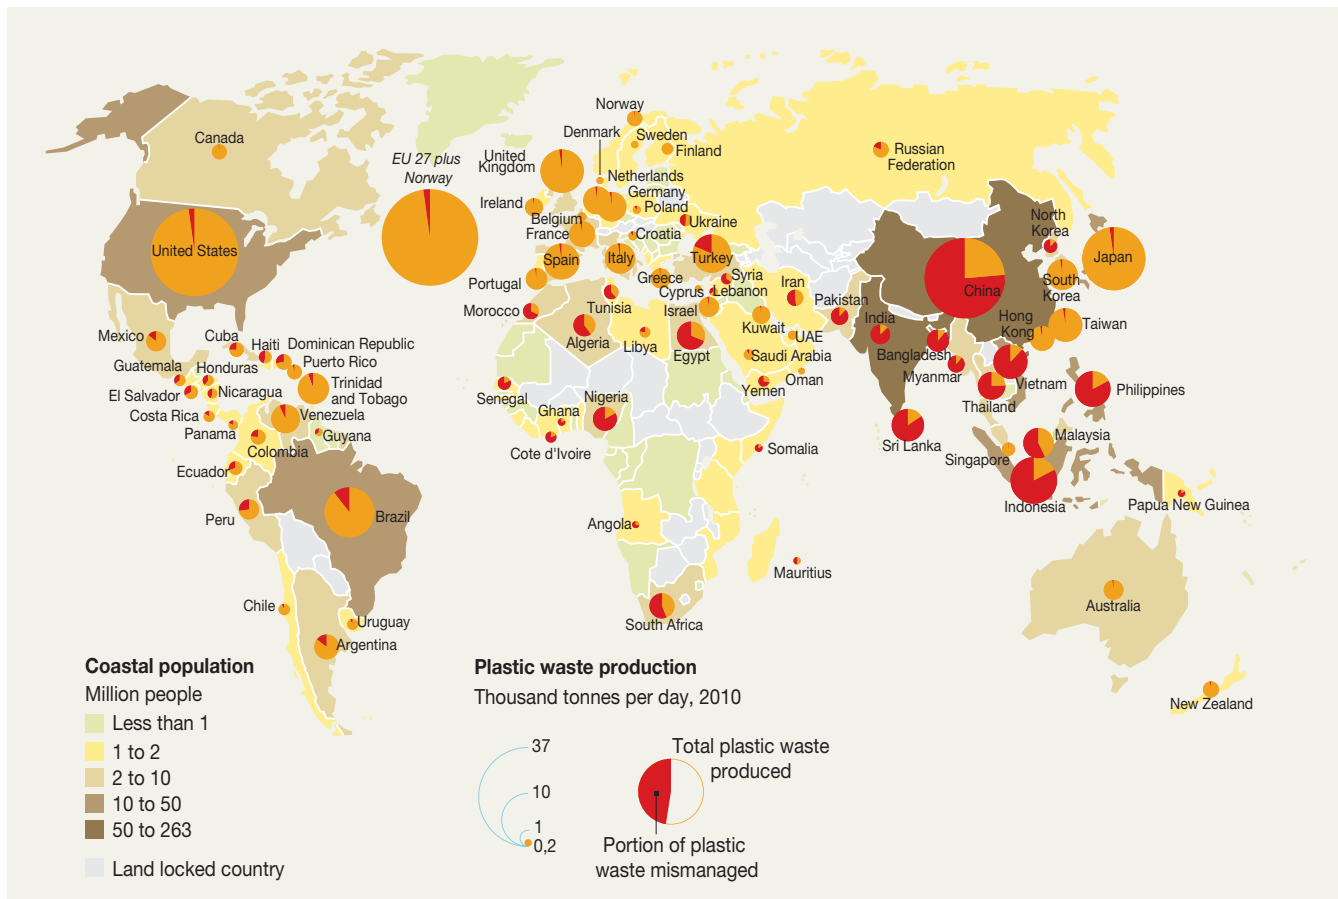 Canada
EU 27 plus
Norway
United States
Norway
Denmark
Sweden
Finland
United
Kingdom
Netherlands
Germany
Poland
Ireland
Belgium
France
Ukraine
Croatia
Spain
Italy
Turkey
Portugal
Greece
Syria
Cyprus
Lebanon
Iran
Morocco
Tunisia
Israel
Algeria
Libya
Egypt
Kuwait
UAE
Saudi Arabia
Oman
Yemen
Russian
Federation
North
Korea
Japan
China
South
Korea
Pakistan
India
Hong
Kong
Taiwan
Bangladesh
Myanmar
Vietnam
Thailand
Philippines
Sri Lanka
Malaysia
Singapore
Indonesia
Papua New Guinea
Mexico
Cuba
Haiti
Dominican Republic
Puerto Rico
Guatemala
Honduras
Trinidad
and Tobago
El Salvador
Nicaragua
Costa Rica
Venezuela
Panama
Guyana
Colombia
Ecuador
Peru
Brazil
Chile
Uruguay
Argentina
Senegal
Ghana
Nigeria
Cote d'Ivoire
Somalia
Angola
Mauritius
South Africa
Australia
New Zealand
Coastal population
Million people
Less than 1
1 to 2
2 to 10
10 to 50
50 to 263
Land locked country
Plastic waste production
Thousand tonnes per day, 2010
37
10
1
0,2
Total plastic waste
produced
Portion of plastic
waste mismanaged